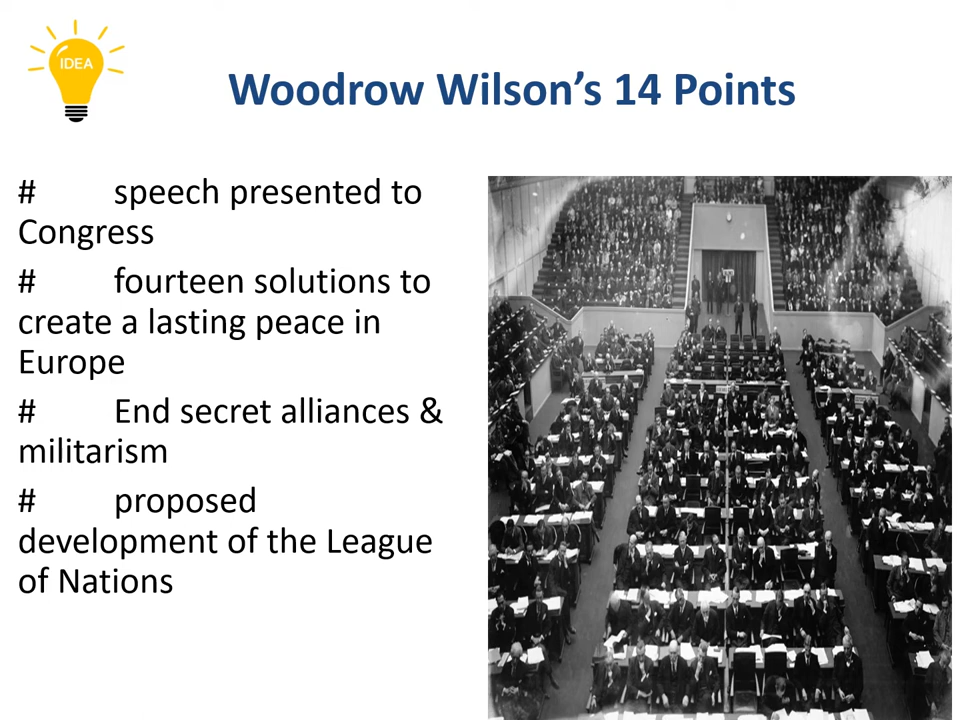 IDEA
Woodrow Wilson’s 14 Points
# speech presented to
Congress
# fourteen solutions to
create a lasting peace in
Europe
# End secret alliances &
militarism
# proposed
development of the League
of Nations